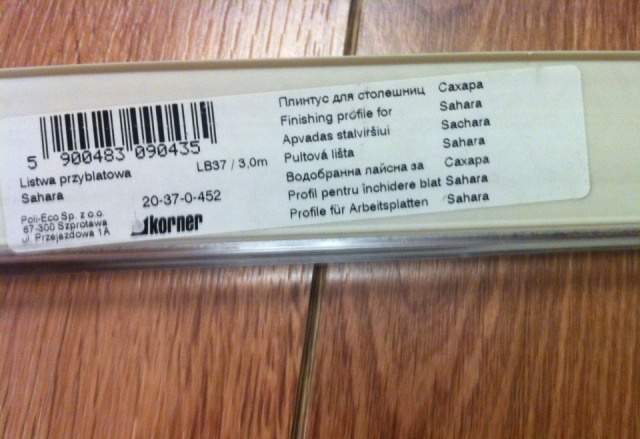 5 900483 090435
Listwa przyblatowa LB37 / 3,0m
Sahara 20-37-0-452
Poli-Eco Sp. z o.o.
67-300 Szprotawa
ul. Przejazdowa 1A
korner
Плинтус для столешниц Сахара
Finishing profile for Sahara
Apvadas stalviršiui Sachara
Pultová lišta Sahara
Водобранна лайсна за Сахара
Profil pentru închidere blat Sahara
Profile für Arbeitsplatten Sahara